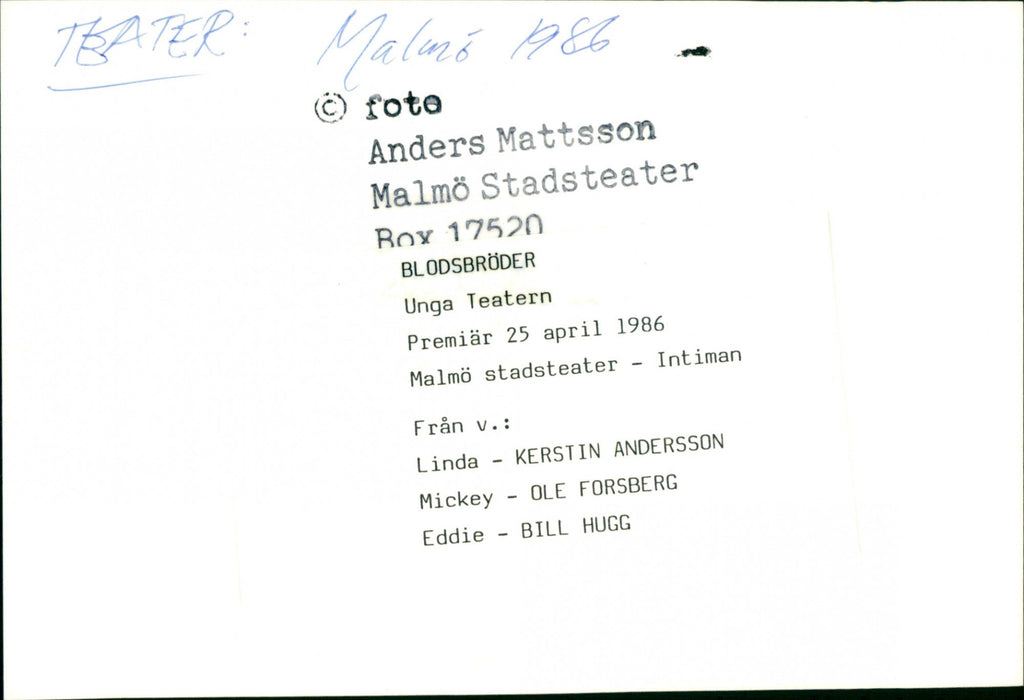 TEATER: Malmö 1986
© foto
Anders Mattsson
Malmö Stadsteater
Box 17520
BLODSBRÖDER
Unga Teatern
Premiär 25 april 1986
Malmö stadsteater - Intiman
Från v.:
Linda - KERSTIN ANDERSSON
Mickey - OLE FORSBERG
Eddie - BILL HUGG